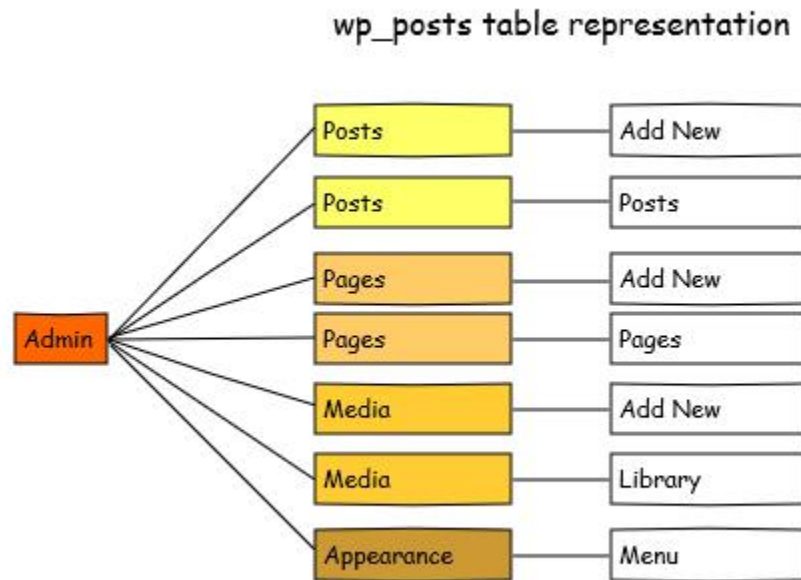 wp_posts table representation
Posts
Add New
Posts
Posts
Pages
Add New
Admin
Pages
Pages
Media
Add New
Media
Library
Appearance
Menu